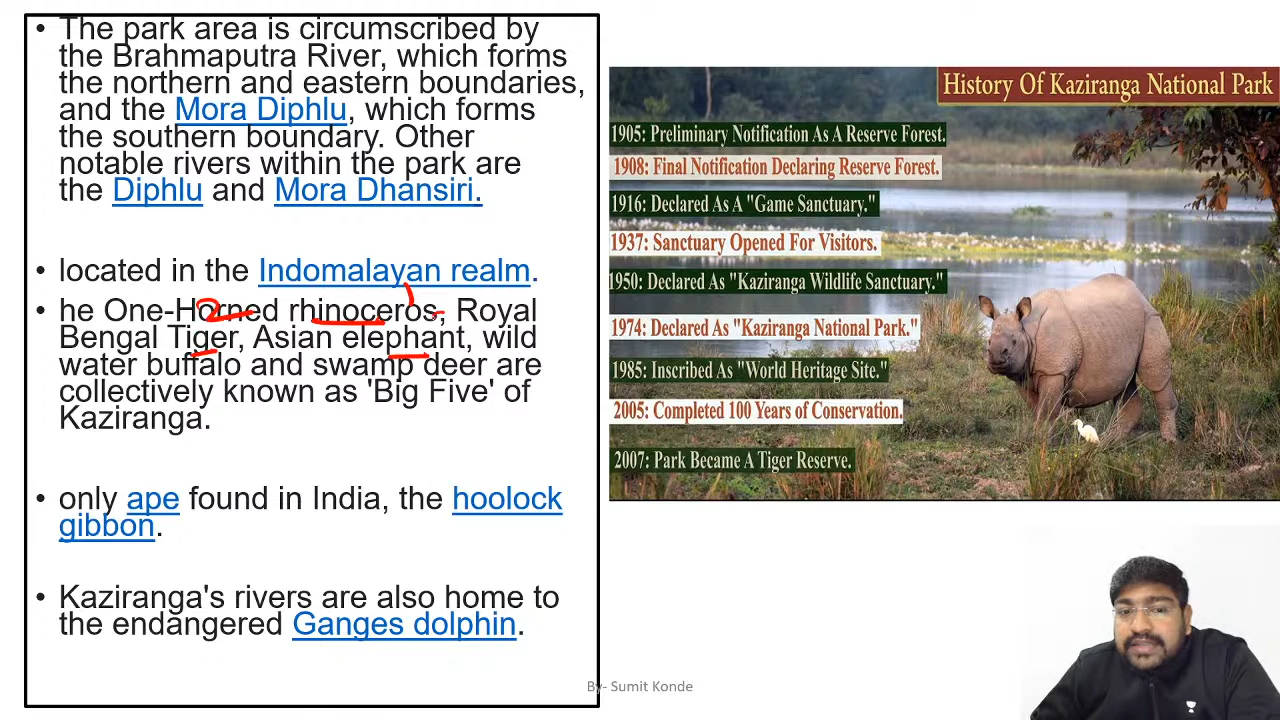 • The park area is circumscribed by
the Brahmaputra River, which forms
the northern and eastern boundaries,
and the Mora Diphlu, which forms
the southern boundary. Other
notable rivers within the park are
the Diphlu and Mora Dhansiri.
• located in the Indomalayan realm.
• he One-Horned rhinoceros, Royal
Bengal Tiger, Asian elephant, wild
water buffalo and swamp deer are
collectively known as 'Big Five' of
Kaziranga.
• only ape found in India, the hoolock
gibbon.
• Kaziranga's rivers are also home to
the endangered Ganges dolphin.
History Of Kaziranga National Park
1905: Preliminary Notification As A Reserve Forest.
1908: Final Notification Declaring Reserve Forest.
1916: Declared As A "Game Sanctuary."
1937: Sanctuary Opened For Visitors.
1950: Declared As "Kaziranga Wildlife Sanctuary."
1974: Declared As "Kaziranga National Park."
1985: Inscribed As "World Heritage Site."
2005: Completed 100 Years of Conservation.
2007: Park Became A Tiger Reserve.
By- Sumit Konde